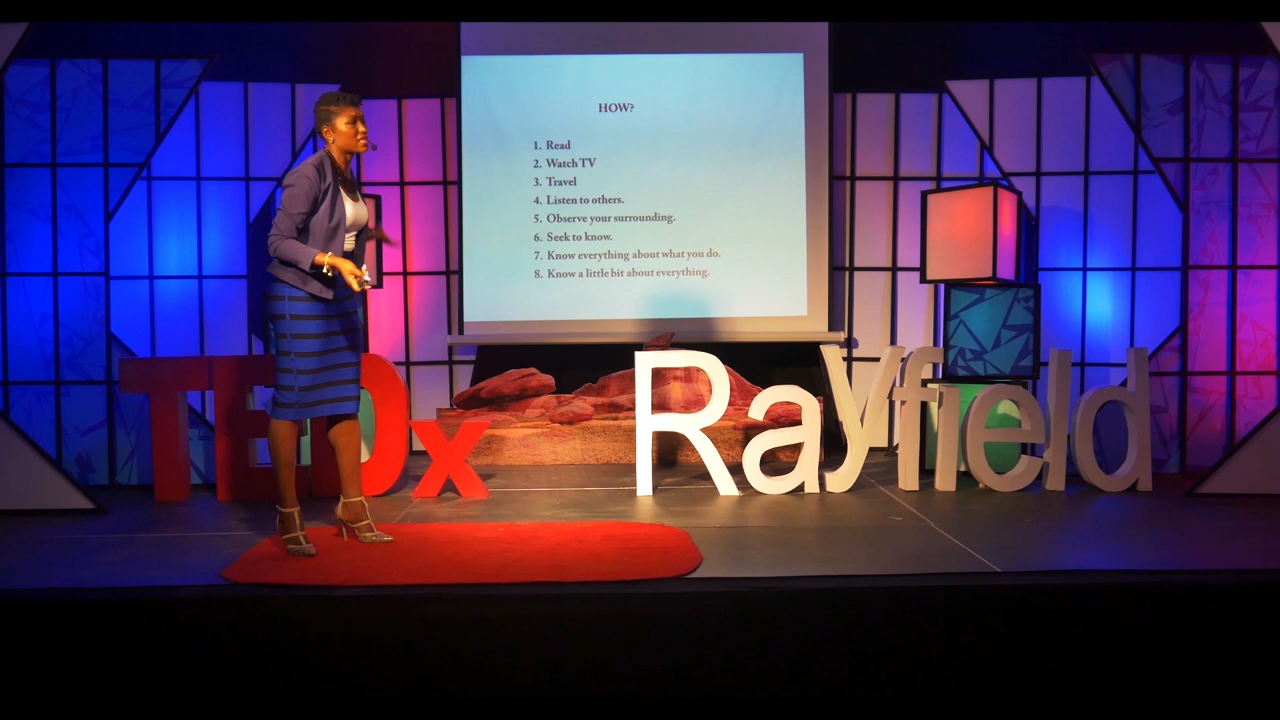 HOW?
1. Read
2. Watch TV
3. Travel
4. Listen to others.
5. Observe your surrounding.
6. Seek to know.
7. Know everything about what you do.
8. Know a little bit about everything.
TEDx Rayfield